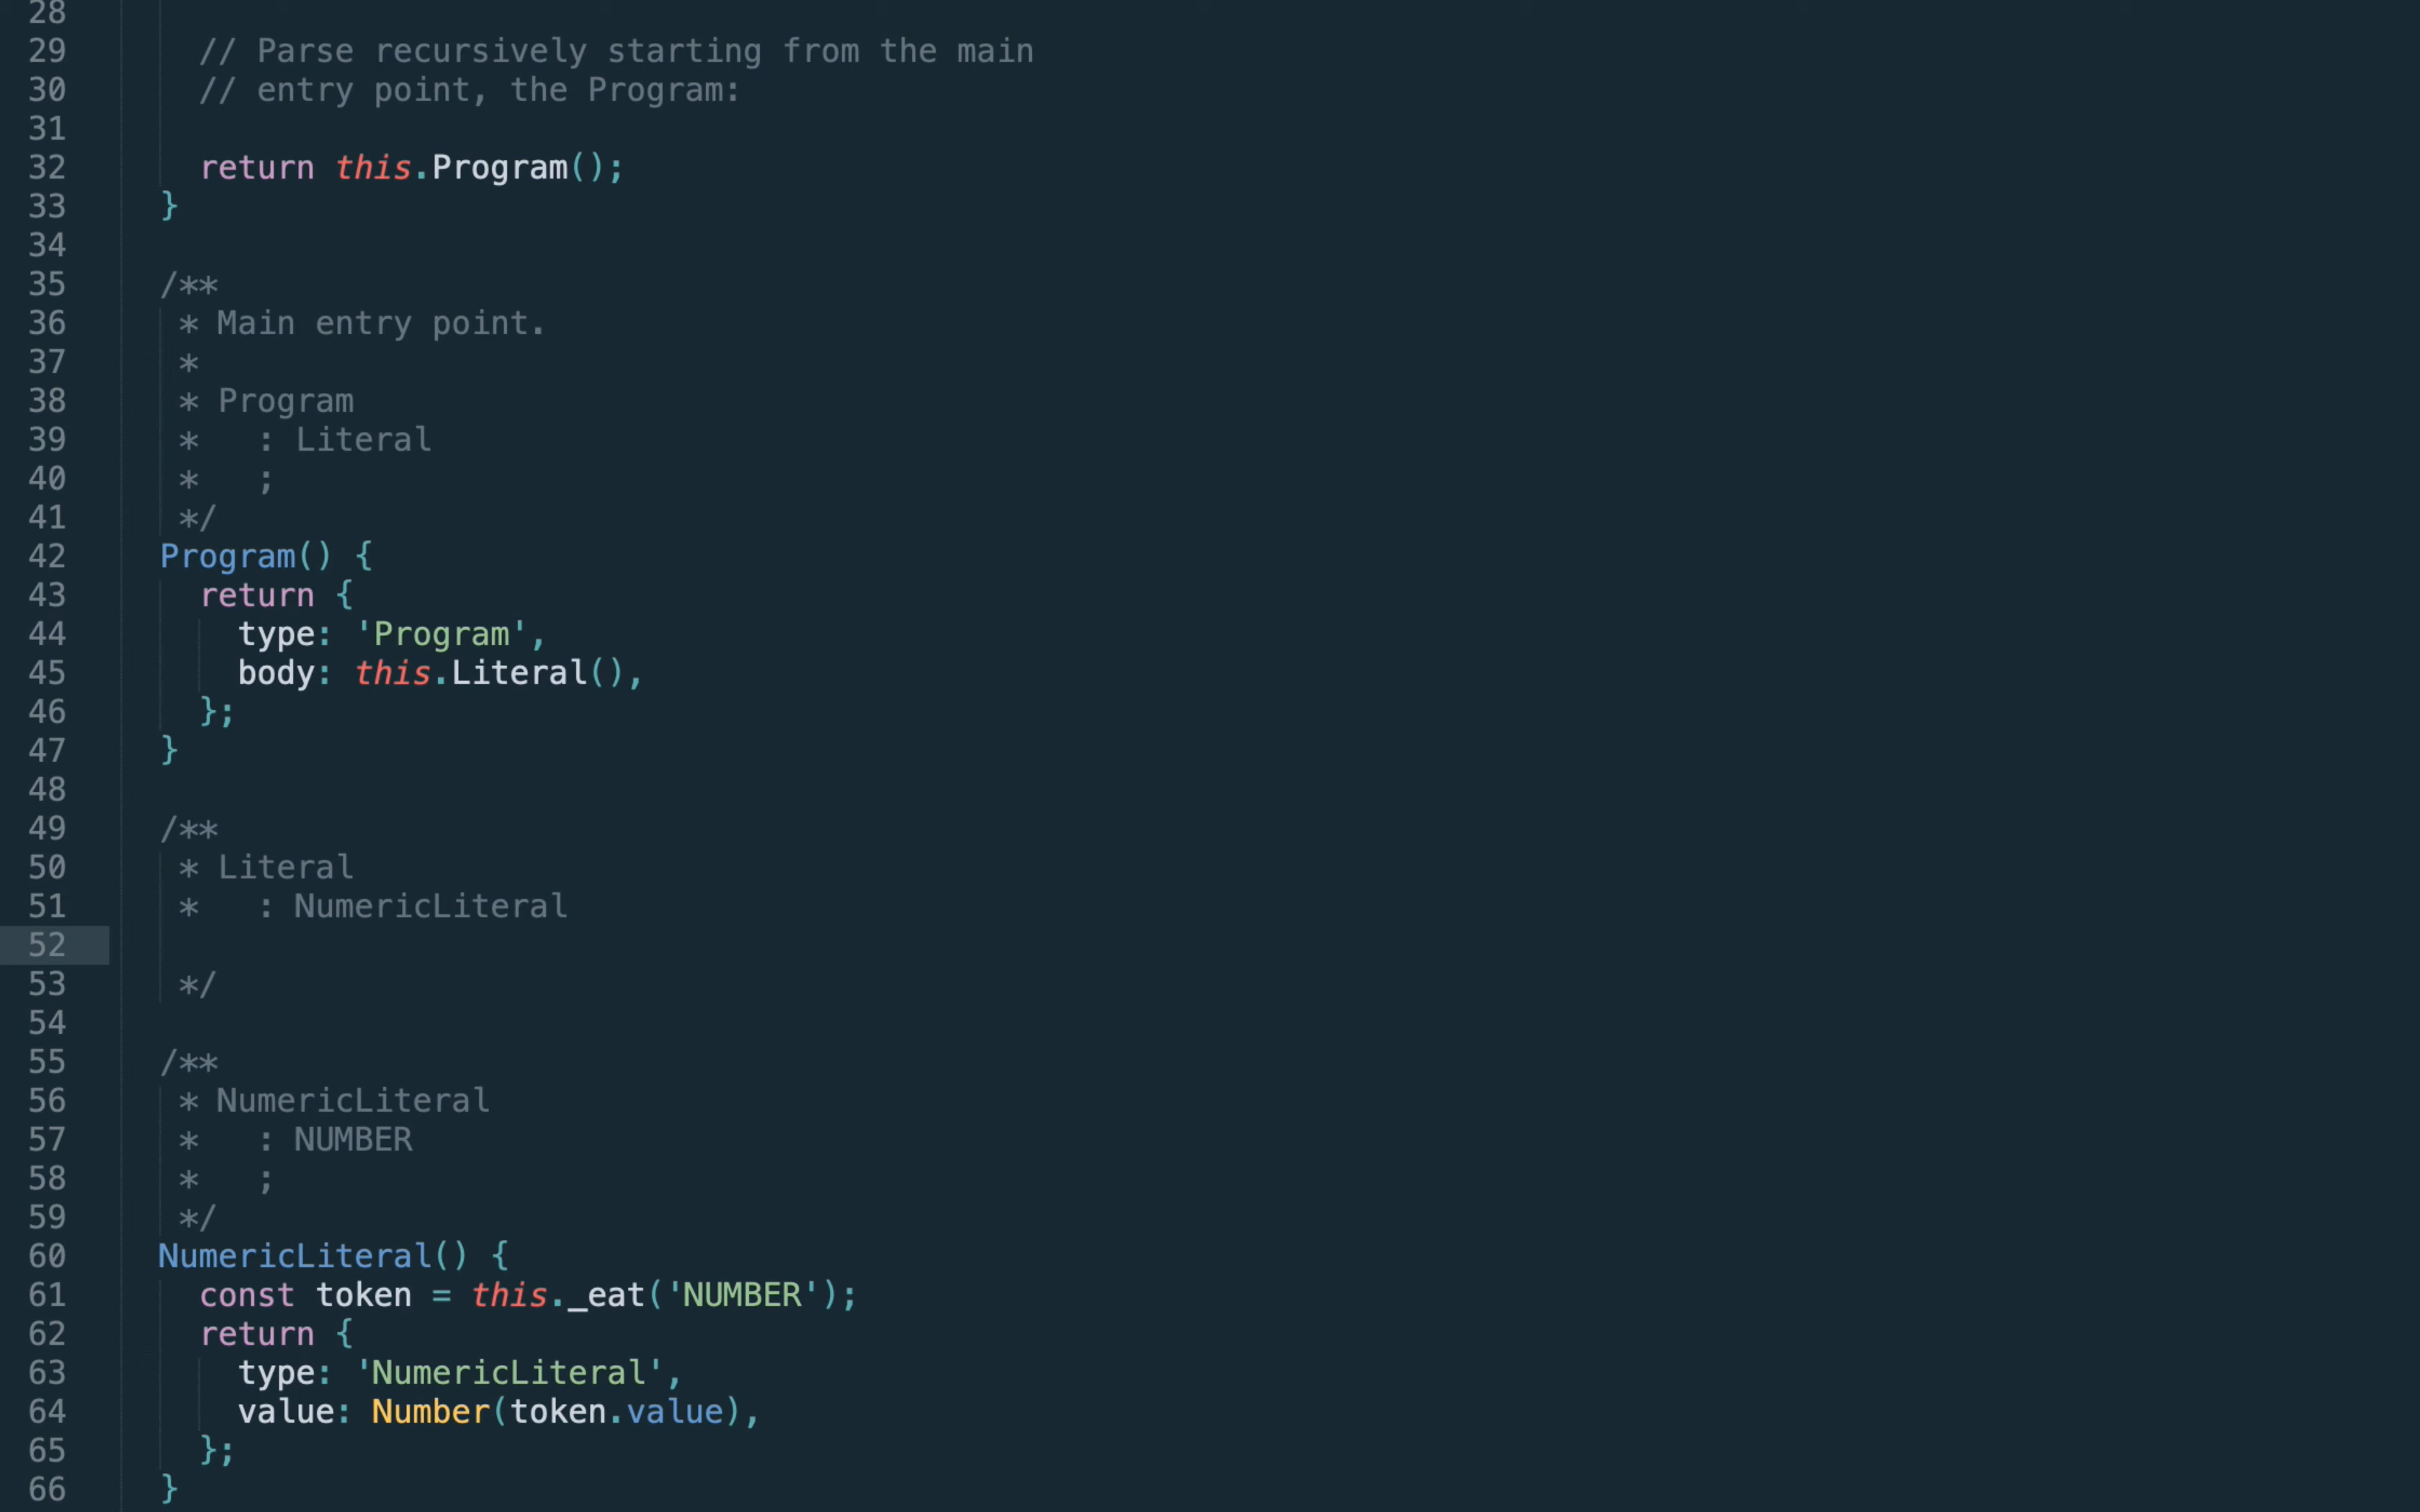 28
29 // Parse recursively starting from the main
30 // entry point, the Program:
31
32 return this.Program();
33 }
34
35 /**
36 * Main entry point.
37 *
38 * Program
39 * : Literal
40 * ;
41 */
42 Program() {
43 return {
44 type: 'Program',
45 body: this.Literal(),
46 };
47 }
48
49 /**
50 * Literal
51 * : NumericLiteral
52
53 */
54
55 /**
56 * NumericLiteral
57 * : NUMBER
58 * ;
59 */
60 NumericLiteral() {
61 const token = this._eat('NUMBER');
62 return {
63 type: 'NumericLiteral',
64 value: Number(token.value),
65 };
66 }